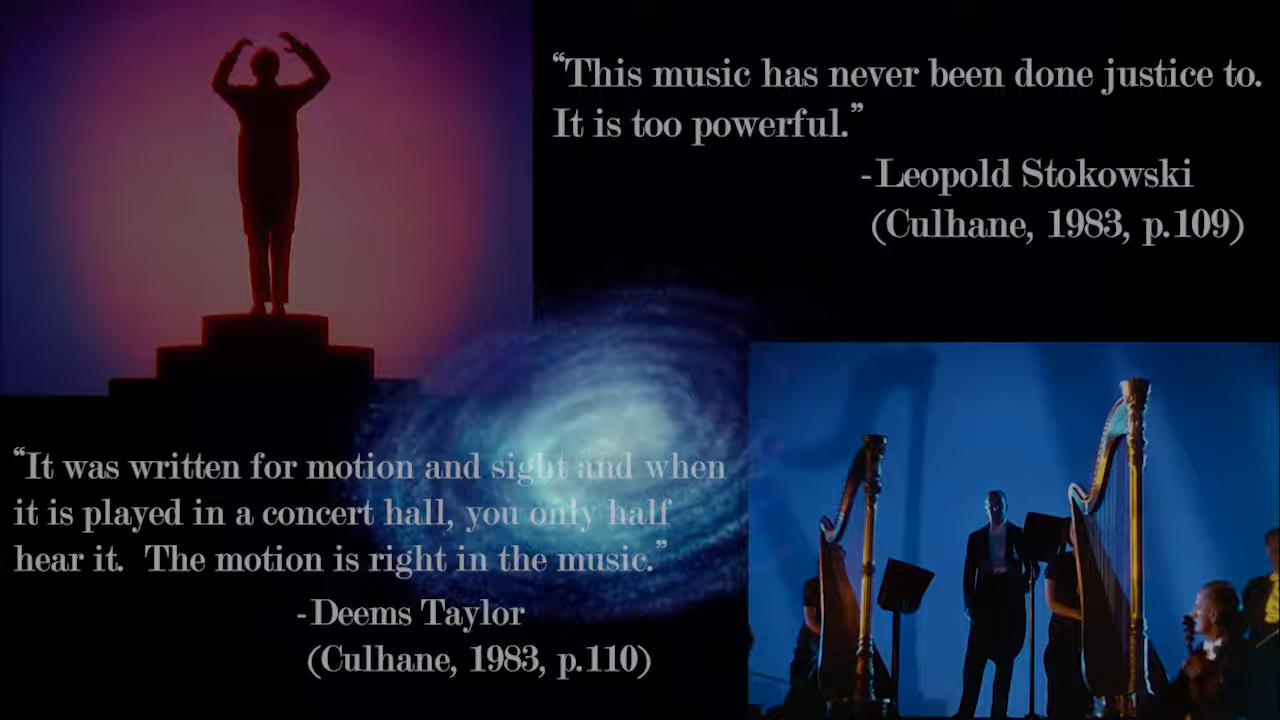 “This music has never been done justice to.
It is too powerful.”
-Leopold Stokowski
(Culhane, 1983, p.109)
“It was written for motion and sight and when
it is played in a concert hall, you only half
hear it.  The motion is right in the music.”
-Deems Taylor
(Culhane, 1983, p.110)